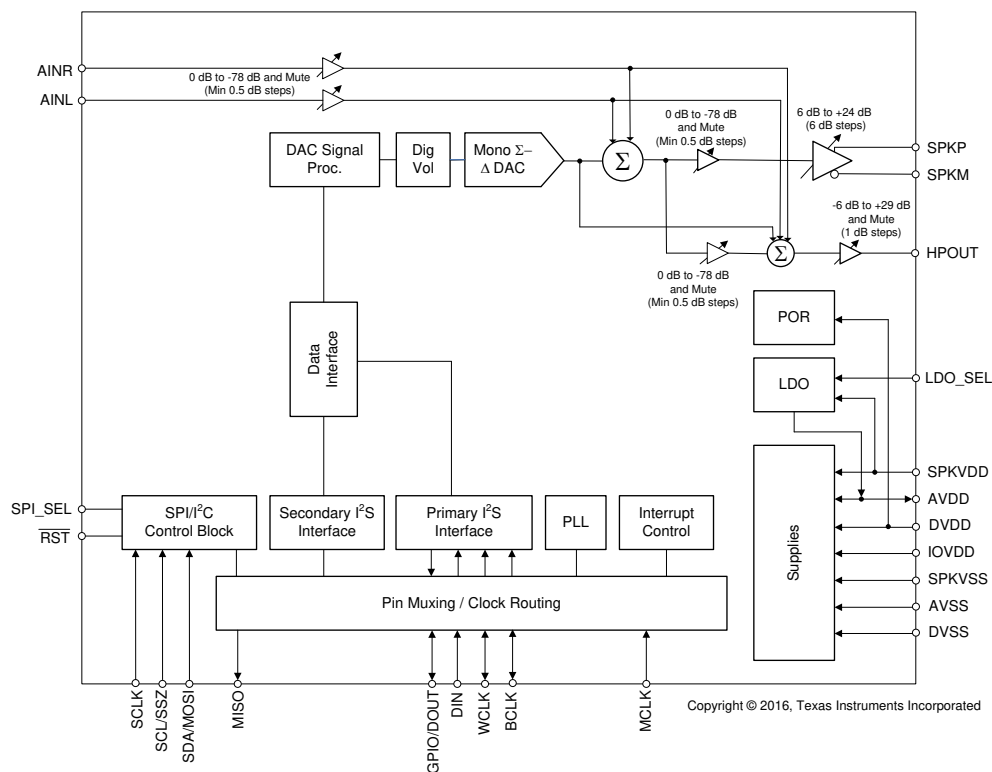 AINR
AINL
0 dB to -78 dB and Mute
(Min 0.5 dB steps)
0 dB to -78 dB
and Mute
(Min 0.5 dB steps)
6 dB to +24 dB
(6 dB steps)
DAC Signal
Proc.
Dig
Vol
Mono Σ–
Δ DAC
Σ
SPKP
SPKM
-6 dB to +29 dB
and Mute
(1 dB steps)
Σ
HPOUT
0 dB to -78 dB
and Mute
(Min 0.5 dB steps)
POR
Data
Interface
LDO
LDO_SEL
Supplies
SPKVDD
AVDD
DVDD
IOVDD
SPKVSS
AVSS
DVSS
SPI_SEL
RST
SPI/I²C
Control Block
Secondary I²S
Interface
Primary I²S
Interface
PLL
Interrupt
Control
Pin Muxing / Clock Routing
SCLK
SCL/SSZ
SDA/MOSI
MISO
GPIO/DOUT
DIN
WCLK
BCLK
MCLK
Copyright © 2016, Texas Instruments Incorporated